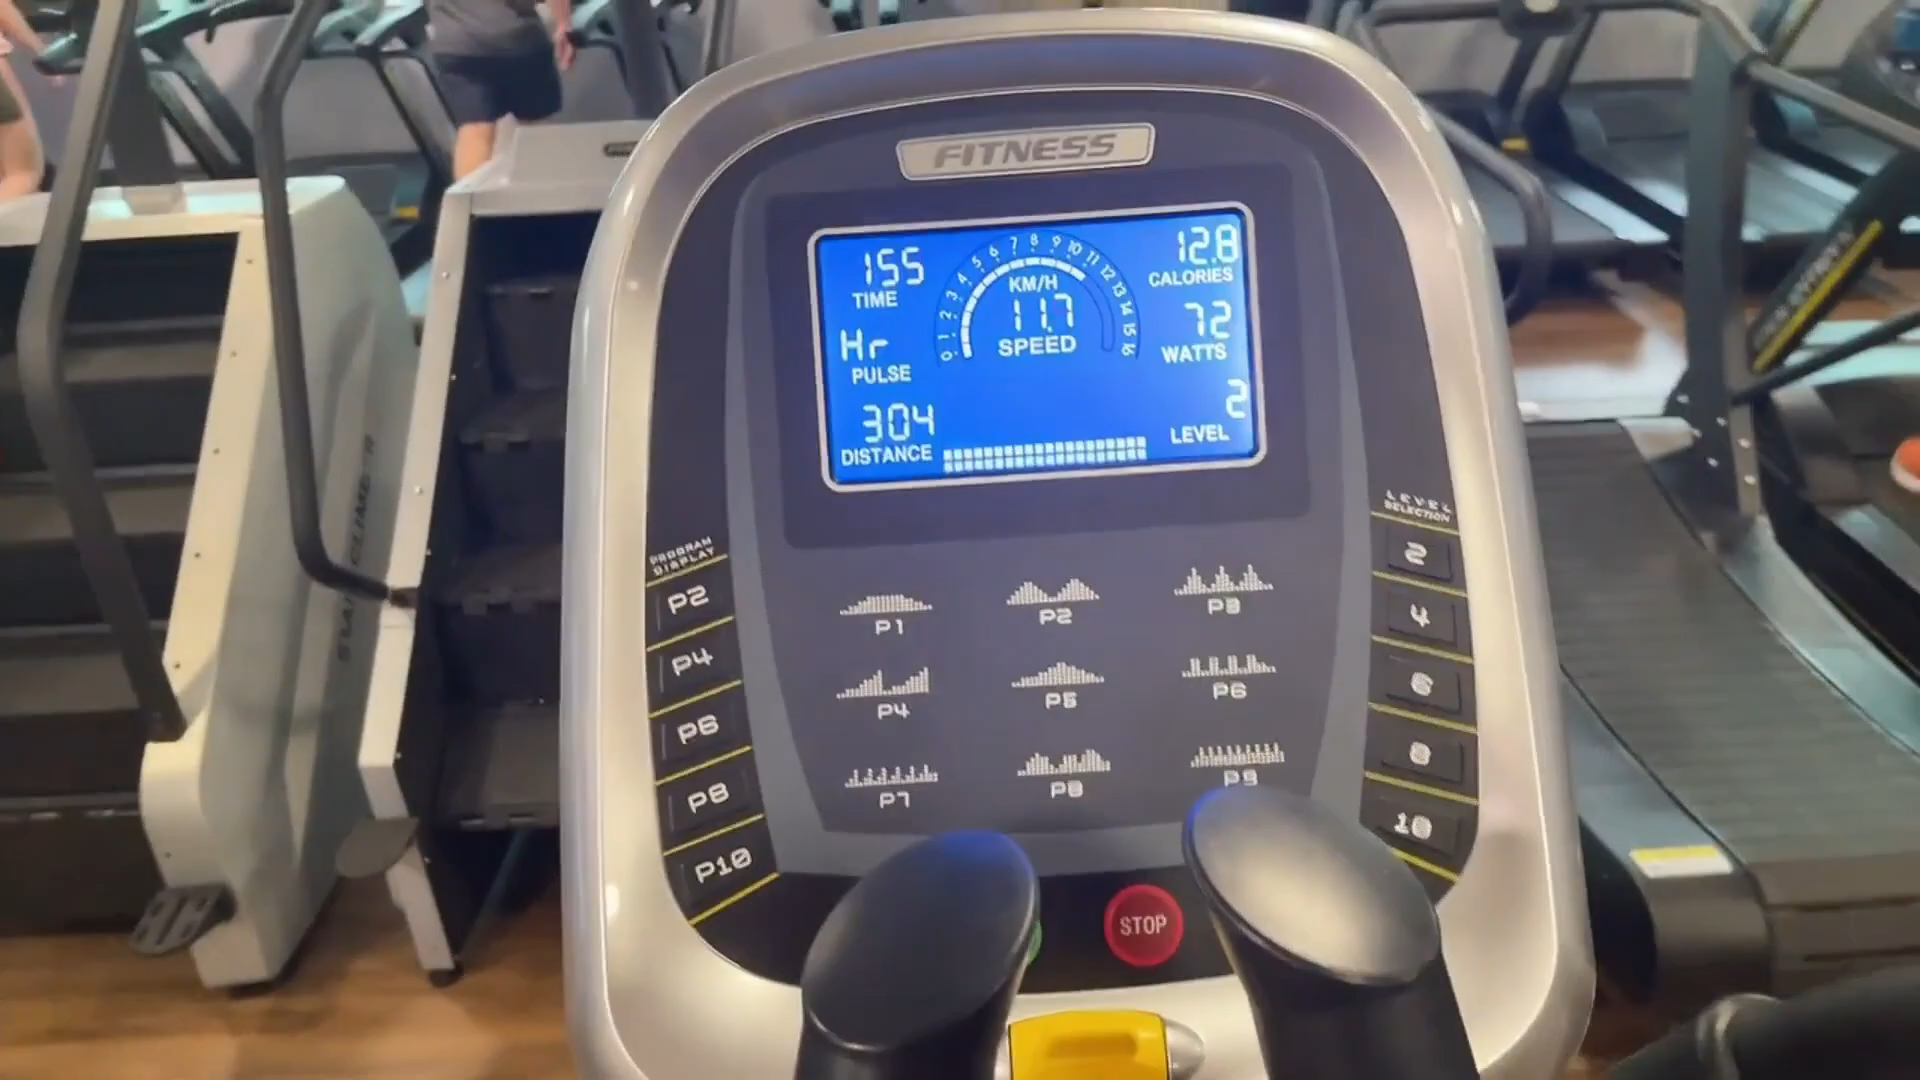 FITNESS
155
TIME
0 1 2 3 4 5 6 7 8 9 10 11 12 13 14 15 16
KM/H
11.7
SPEED
12.8
CALORIES
Hr
PULSE
72
WATTS
304
DISTANCE
2
LEVEL
PROGRAM
DISPLAY
P2
P4
P6
P8
P10
P1
P2
P3
P4
P5
P6
P7
P8
P9
LEVEL
SELECTION
2
4
6
8
10
STOP